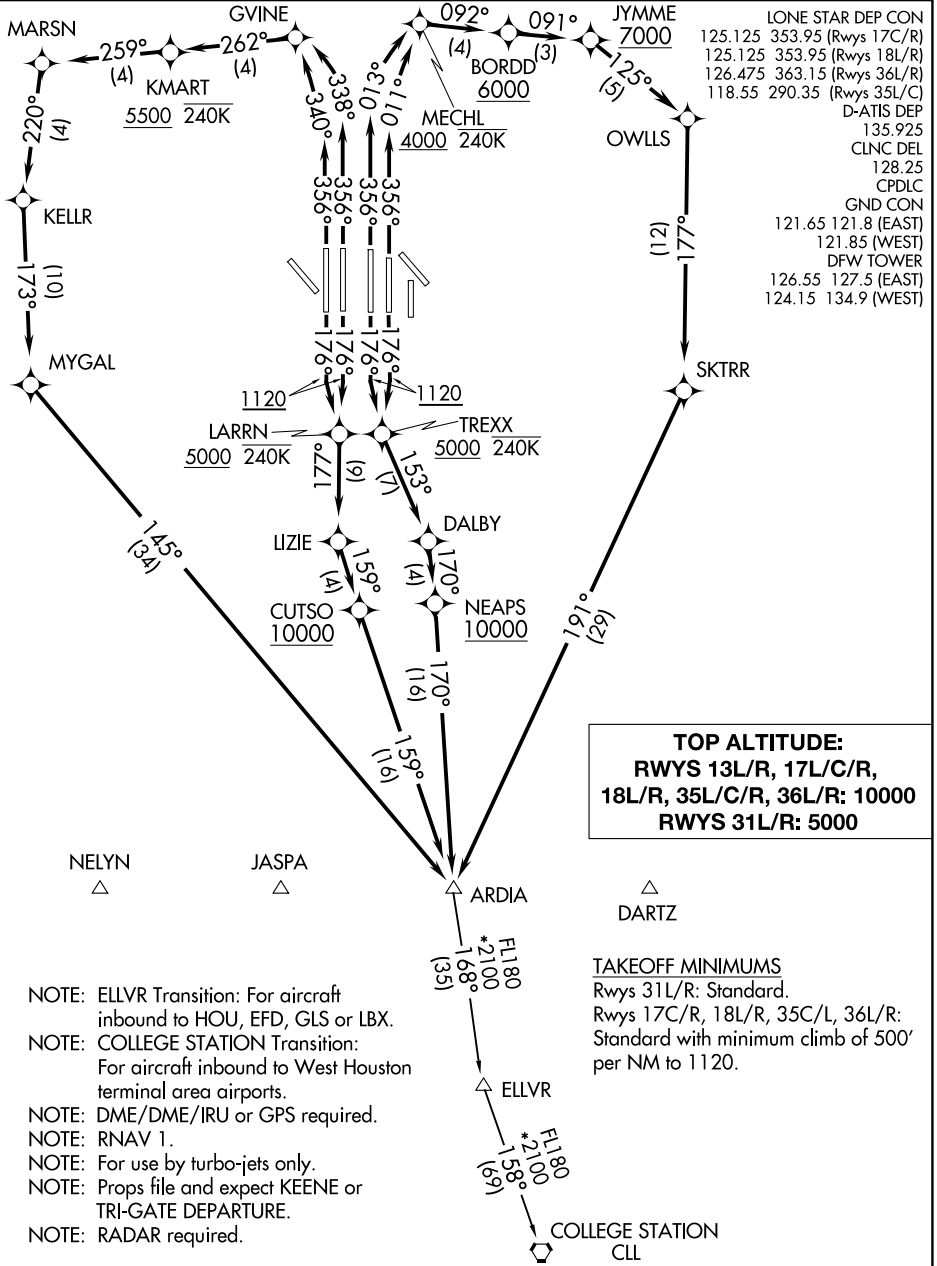 LONE STAR DEP CON
125.125 353.95 (Rwys 17C/R)
125.125 353.95 (Rwys 18L/R)
126.475 363.15 (Rwys 36L/R)
118.55 290.35 (Rwys 35L/C)
D-ATIS DEP
135.925
CLNC DEL
128.25
CPDLC
GND CON
121.65 121.8 (EAST)
121.85 (WEST)
DFW TOWER
126.55 127.5 (EAST)
124.15 134.9 (WEST)
MARSN
259°
(4)
KMART
5500 240K
262°
(4)
GVINE
338°
340°
013°
011°
MECHL
4000 240K
092°
(4)
BORDD
6000
091°
(3)
JYMME
7000
125°
(5)
OWLLS
220°
(4)
KELLR
173°
(10)
MYGAL
356°
356°
356°
356°
176°
176°
176°
176°
1120
1120
177°
(12)
SKTRR
LARRN
5000 240K
TREXX
5000 240K
177°
(9)
153°
(7)
LIZIE
DALBY
159°
(4)
170°
(4)
CUTSO
10000
NEAPS
10000
145°
(34)
159°
(16)
170°
(16)
191°
(29)
TOP ALTITUDE:
RWYS 13L/R, 17L/C/R,
18L/R, 35L/C/R, 36L/R: 10000
RWYS 31L/R: 5000
NELYN
JASPA
ARDIA
DARTZ
FL180
*2100
168°
(35)
ELLVR
FL180
*2100
158°
(69)
COLLEGE STATION
CLL
TAKEOFF MINIMUMS
Rwys 31L/R: Standard.
Rwys 17C/R, 18L/R, 35C/L, 36L/R:
Standard with minimum climb of 500'
per NM to 1120.
NOTE: ELLVR Transition: For aircraft
inbound to HOU, EFD, GLS or LBX.
NOTE: COLLEGE STATION Transition:
For aircraft inbound to West Houston
terminal area airports.
NOTE: DME/DME/IRU or GPS required.
NOTE: RNAV 1.
NOTE: For use by turbo-jets only.
NOTE: Props file and expect KEENE or
TRI-GATE DEPARTURE.
NOTE: RADAR required.